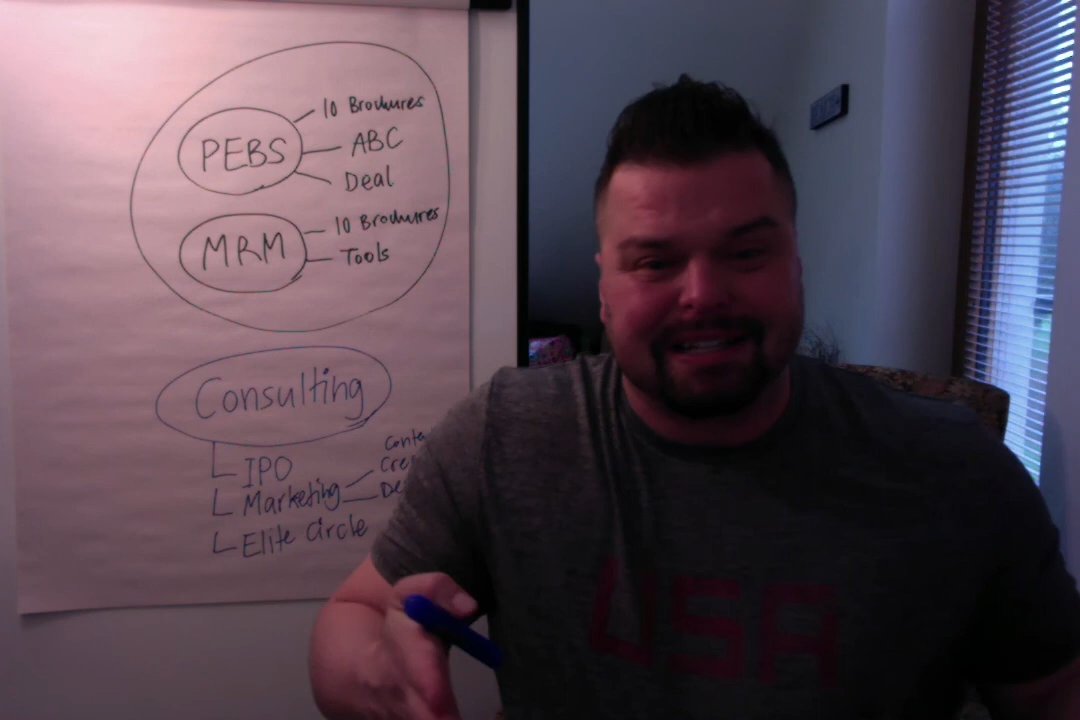 PEBS
10 Brochures
ABC
Deal
MRM
10 Brochures
Tools
Consulting
IPO
Marketing
Elite Circle
USA